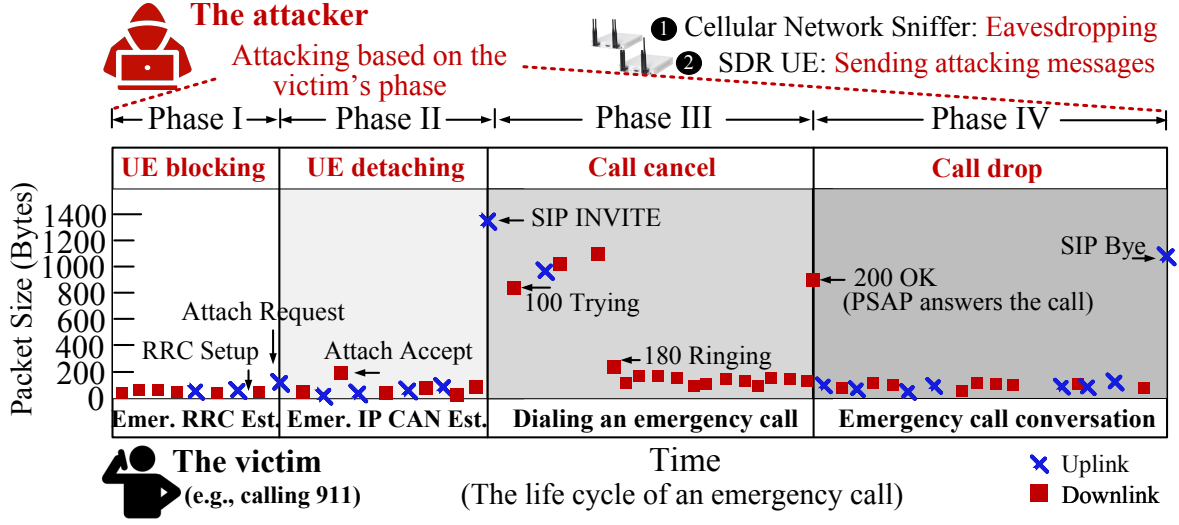 The attacker
Attacking based on the
victim's phase
1 Cellular Network Sniffer: Eavesdropping
2 SDR UE: Sending attacking messages
Phase I
Phase II
Phase III
Phase IV
UE blocking
UE detaching
Call cancel
Call drop
Packet Size (Bytes)
1400
1200
1000
800
600
400
200
0
SIP INVITE
SIP Bye
100 Trying
200 OK
(PSAP answers the call)
Attach Request
RRC Setup
Attach Accept
180 Ringing
Emer. RRC Est.
Emer. IP CAN Est.
Dialing an emergency call
Emergency call conversation
The victim
(e.g., calling 911)
Time
(The life cycle of an emergency call)
Uplink
Downlink